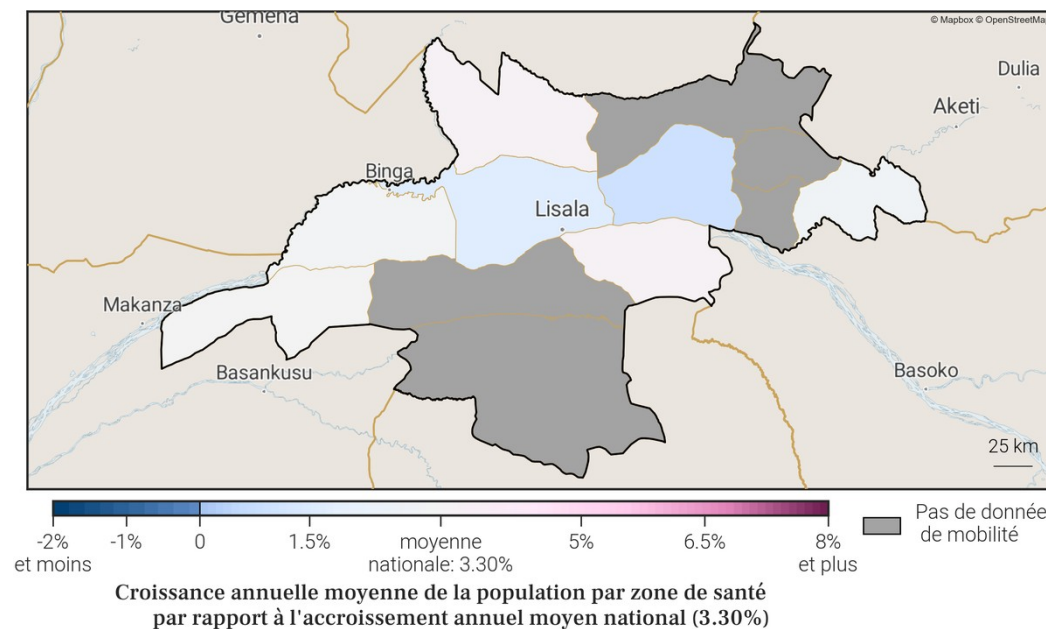 Gemena
© Mapbox © OpenStreetMap
Dulia
Aketi
Binga
Lisala
Makanza
Basankusu
Basoko
25 km
-2% -1% 0 1.5% moyenne 5% 6.5% 8%
et moins nationale: 3.30% et plus
Pas de donnée
de mobilité
Croissance annuelle moyenne de la population par zone de santé
par rapport à l'accroissement annuel moyen national (3.30%)